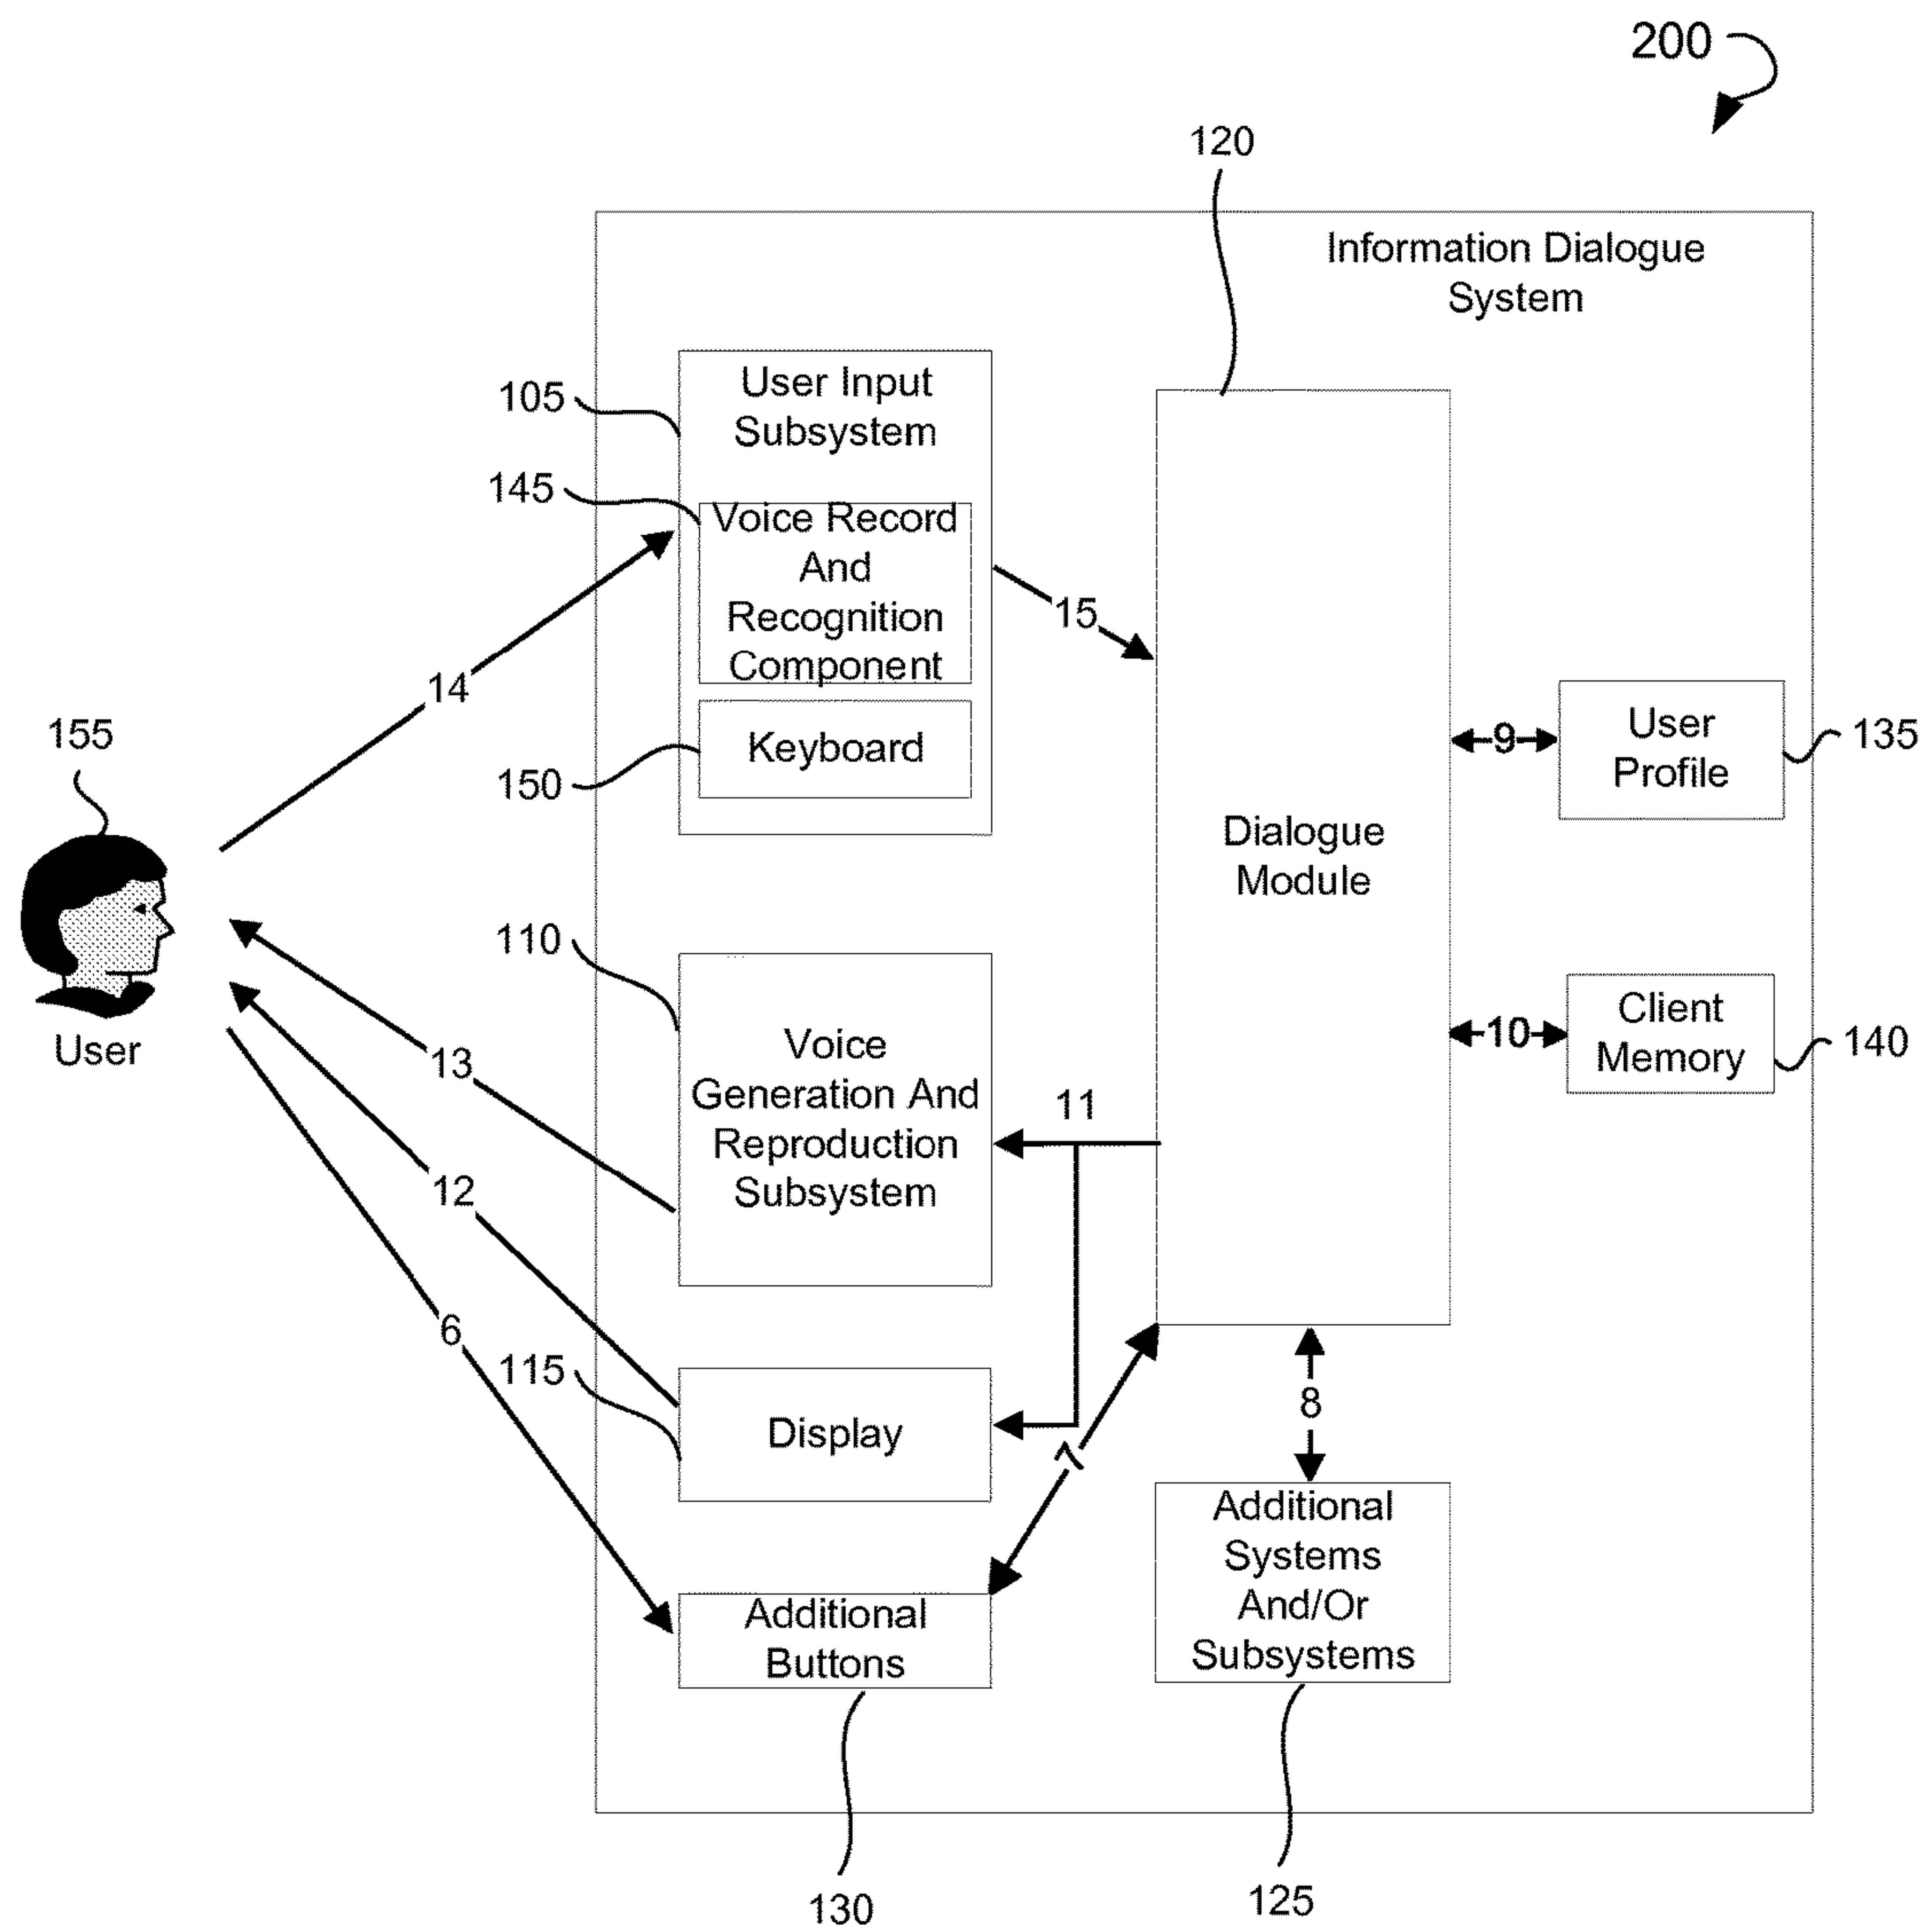 200
120
Information Dialogue
System
105
User Input
Subsystem
145
Voice Record
And
Recognition
Component
15
14
155
150
Keyboard
9
User
Profile
135
Dialogue
Module
User
110
Voice
Generation And
Reproduction
Subsystem
13
12
11
10
Client
Memory
140
6
115
Display
7
8
Additional
Systems
And/Or
Subsystems
Additional
Buttons
130
125